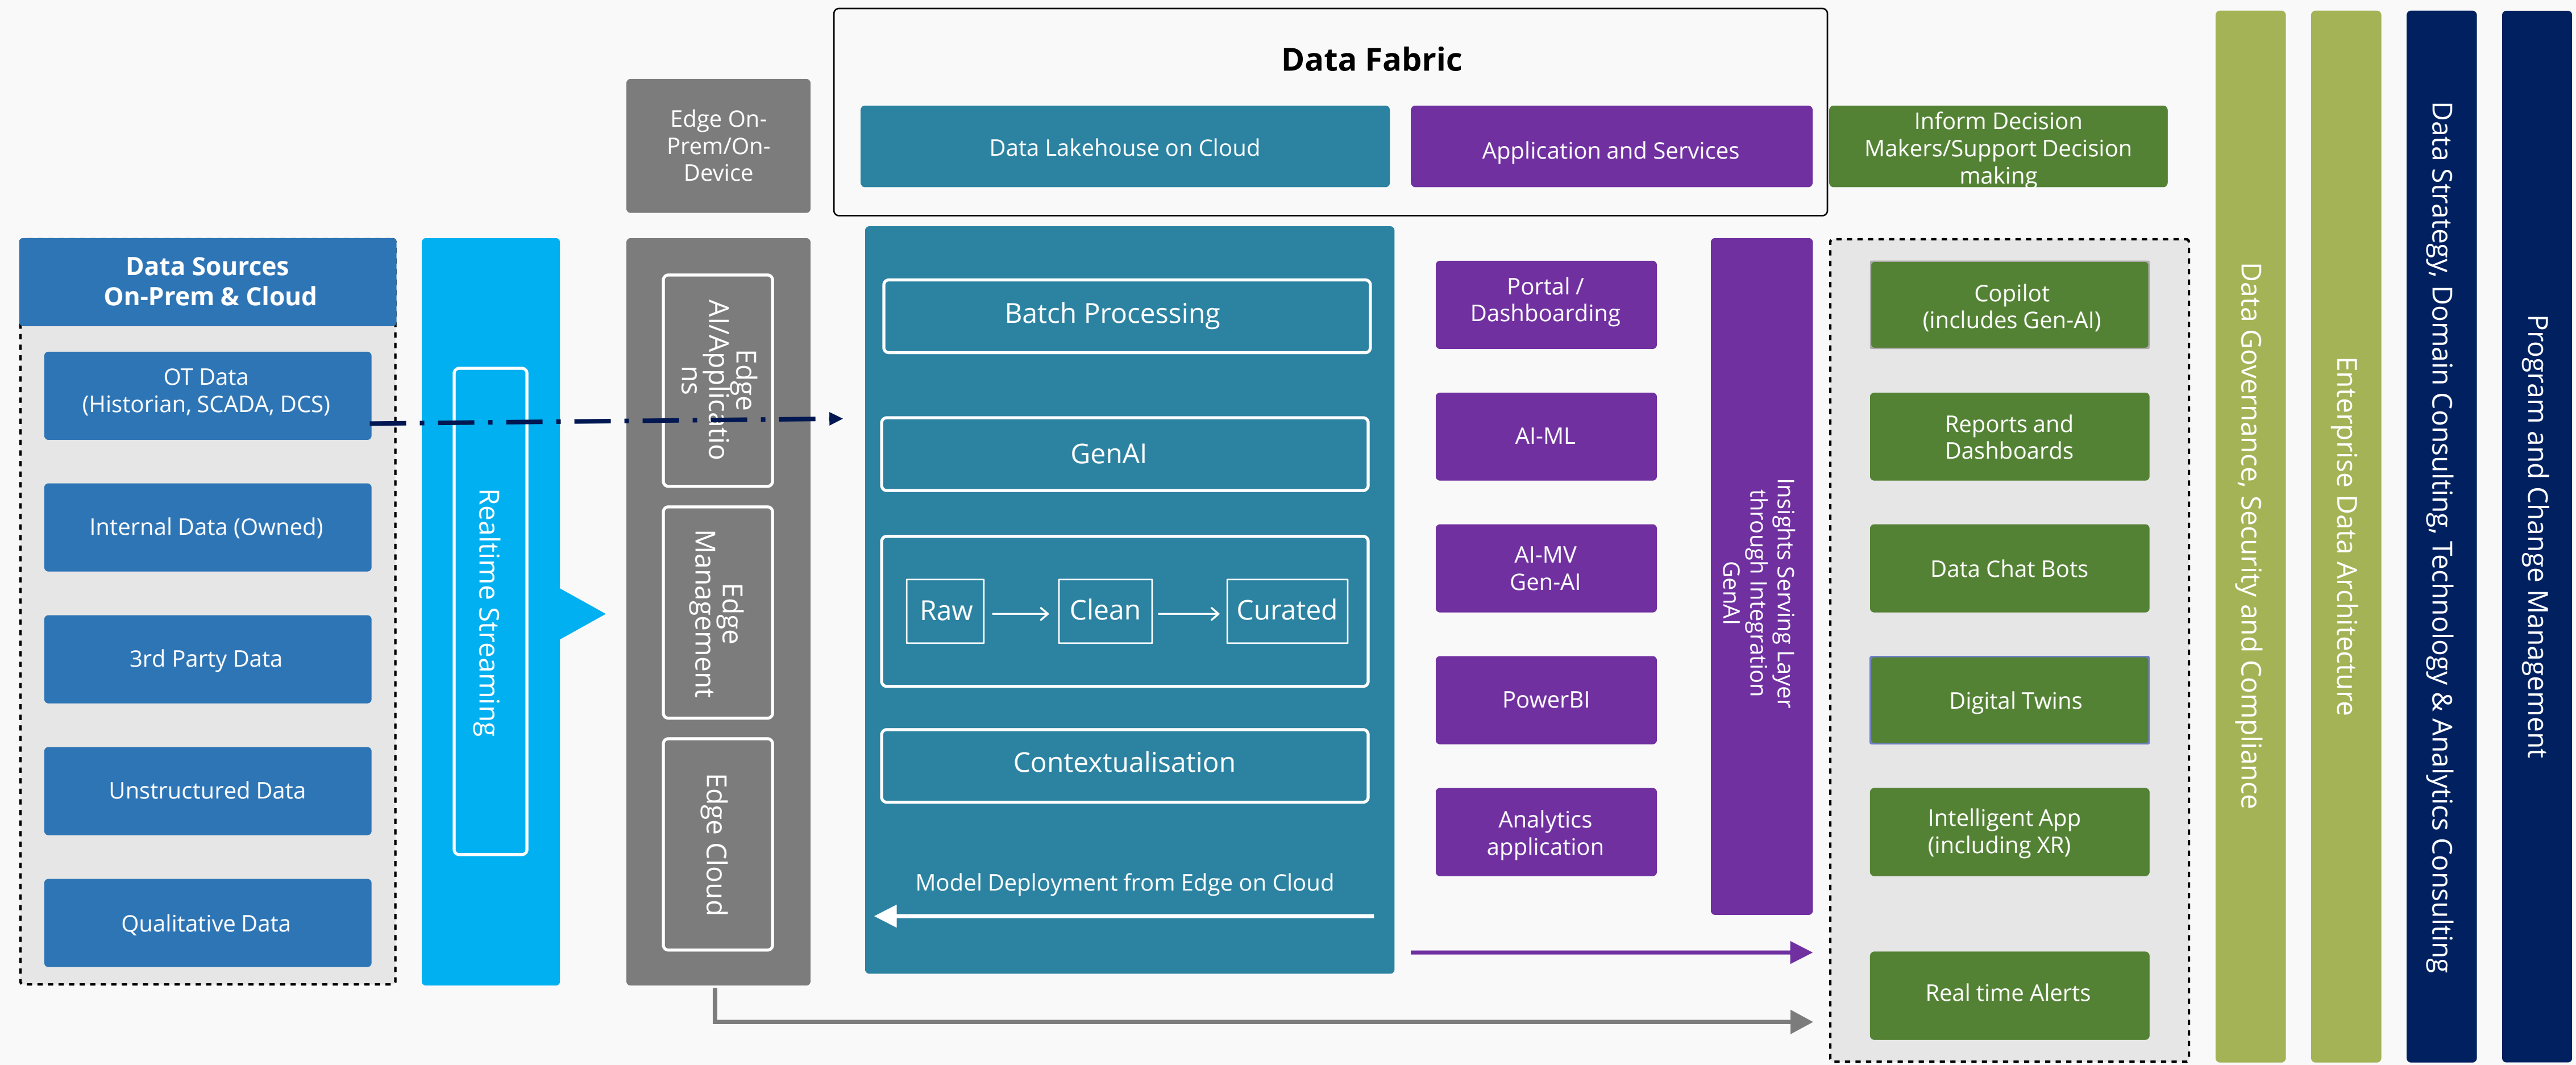 Data Fabric
Edge On-
Prem/On-
Device
Data Lakehouse on Cloud
Application and Services
Inform Decision
Makers/Support Decision
making
Data Sources
On-Prem & Cloud
OT Data
(Historian, SCADA, DCS)
Internal Data (Owned)
3rd Party Data
Unstructured Data
Qualitative Data
Realtime Streaming
Edge
AI/Applicatio
ns
Edge
Management
Edge Cloud
Batch Processing
GenAI
Raw
Clean
Curated
Contextualisation
Model Deployment from Edge on Cloud
Portal /
Dashboarding
AI-ML
AI-MV
Gen-AI
PowerBI
Analytics
application
Insights Serving Layer
through Integration
GenAI
Copilot
(includes Gen-AI)
Reports and
Dashboards
Data Chat Bots
Digital Twins
Intelligent App
(including XR)
Real time Alerts
Data Governance, Security and Compliance
Enterprise Data Architecture
Data Strategy, Domain Consulting, Technology & Analytics Consulting
Program and Change Management